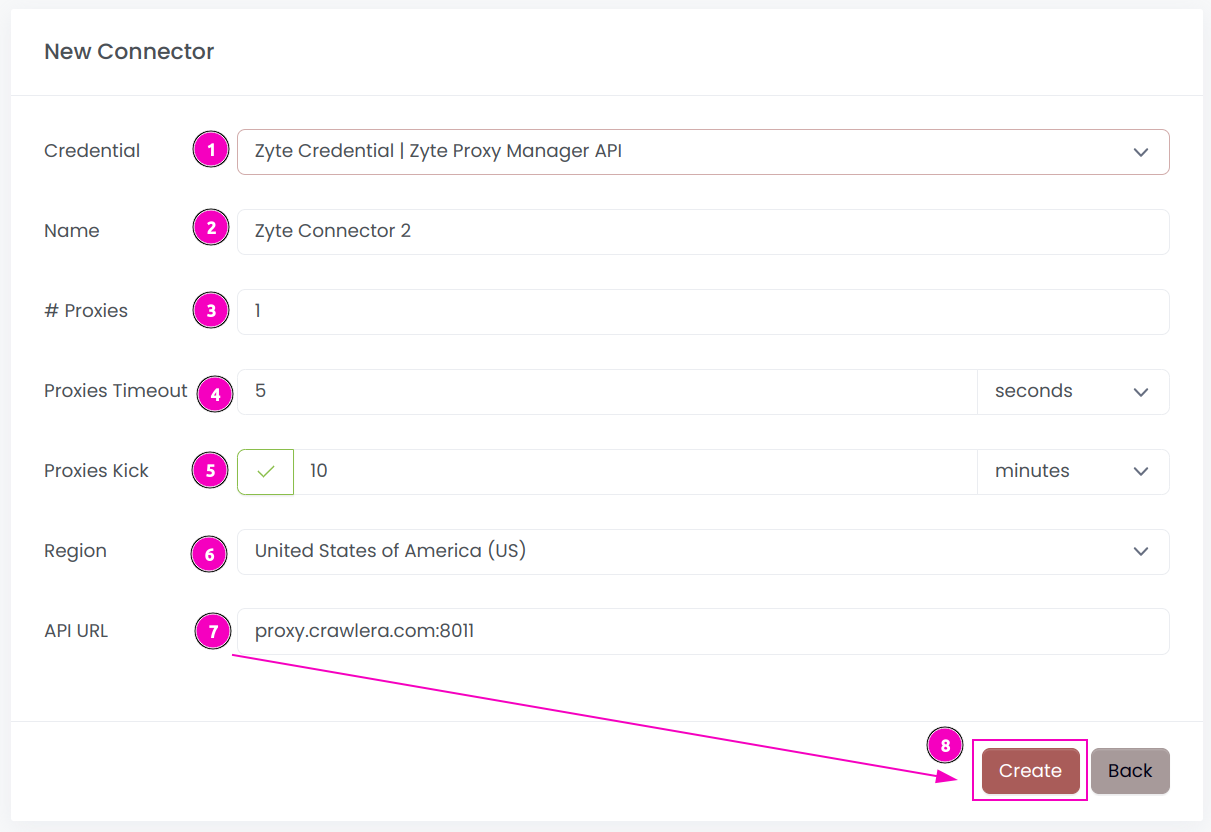 New Connector
Credential 1 Zyte Credential | Zyte Proxy Manager API
Name 2 Zyte Connector 2
# Proxies 3 1
Proxies Timeout 4 5 seconds
Proxies Kick 5 10 minutes
Region 6 United States of America (US)
API URL 7 proxy.crawlera.com:8011
8 Create Back